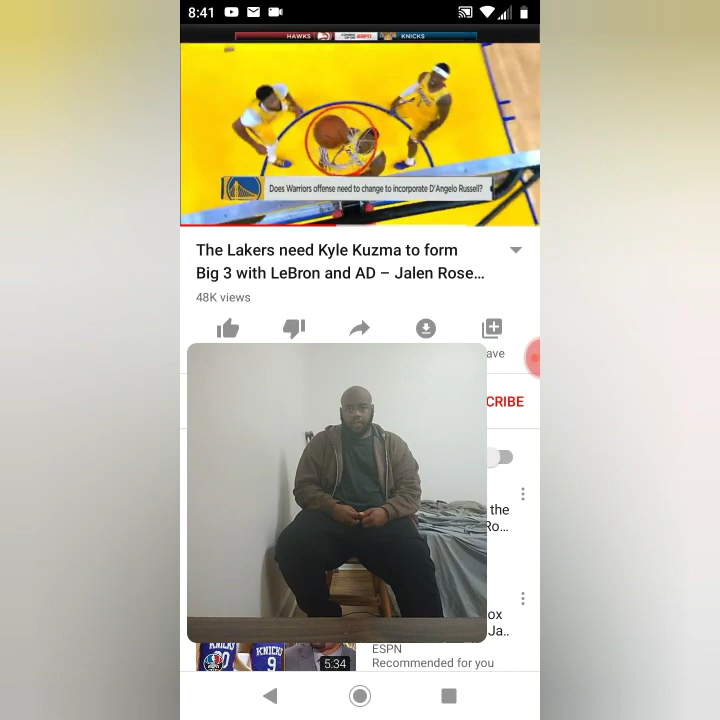 8:41
HAWKS
KNICKS
Does Warriors offense need to change to incorporate D'Angelo Russell?
The Lakers need Kyle Kuzma to form
Big 3 with LeBron and AD – Jalen Rose…
48K views
ave
CRIBE
the
Ro...
ox
Ja..
KNICKS
9
5:34
ESPN
Recommended for you